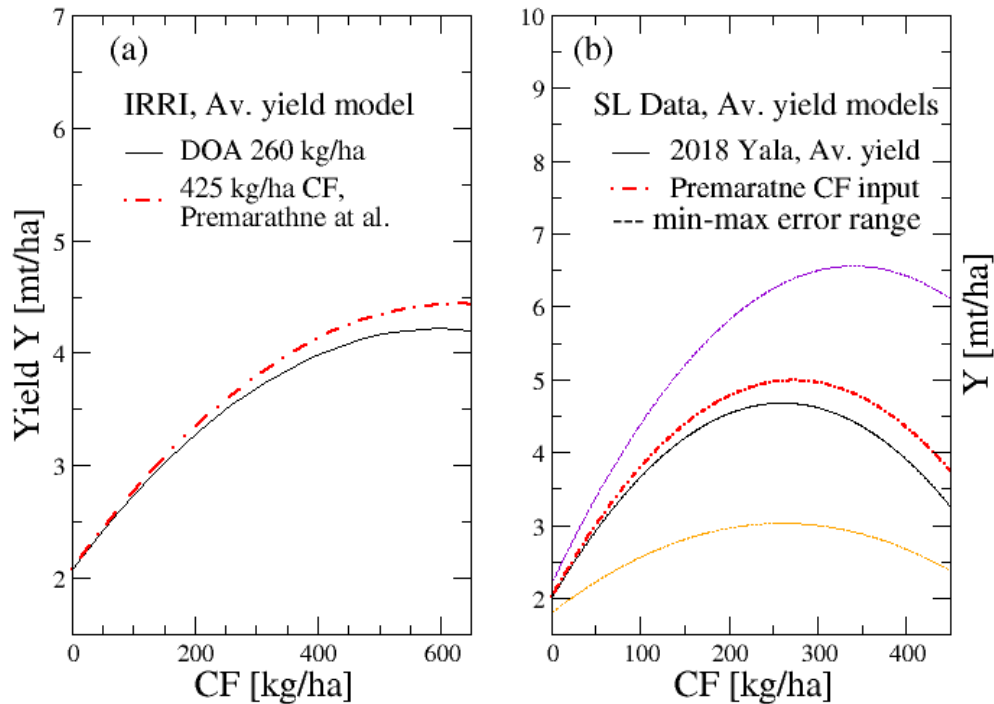 (a)
IRRI, Av. yield model
DOA 260 kg/ha
425 kg/ha CF,
Premarathne at al.
Yield Y [mt/ha]
7
6
5
4
3
2
0
200
400
600
CF [kg/ha]
(b)
SL Data, Av. yield models
2018 Yala, Av. yield
Premaratne CF input
min-max error range
10
9
8
7
6
5
4
3
2
0
100
200
300
400
CF [kg/ha]
Y [mt/ha]